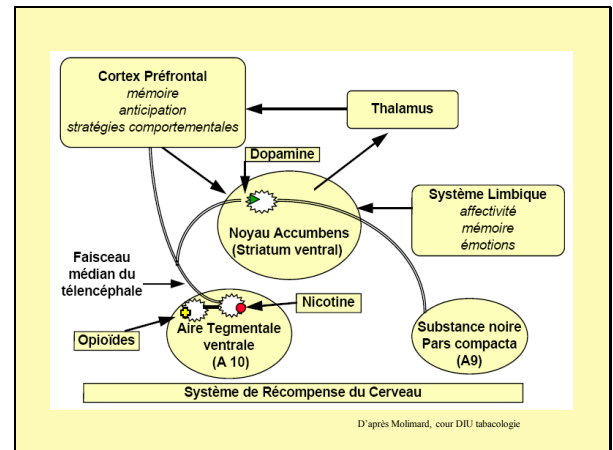 Cortex Préfrontal
mémoire
anticipation
stratégies comportementales
Thalamus
Dopamine
Système Limbique
affectivité
mémoire
émotions
Noyau Accumbens
(Striatum ventral)
Faisceau
médian du
télencéphale
Nicotine
Opioïdes
Aire Tegmentale
ventrale
(A 10)
Substance noire
Pars compacta
(A9)
Système de Récompense du Cerveau
D'après Molimard, cour DIU tabacologie